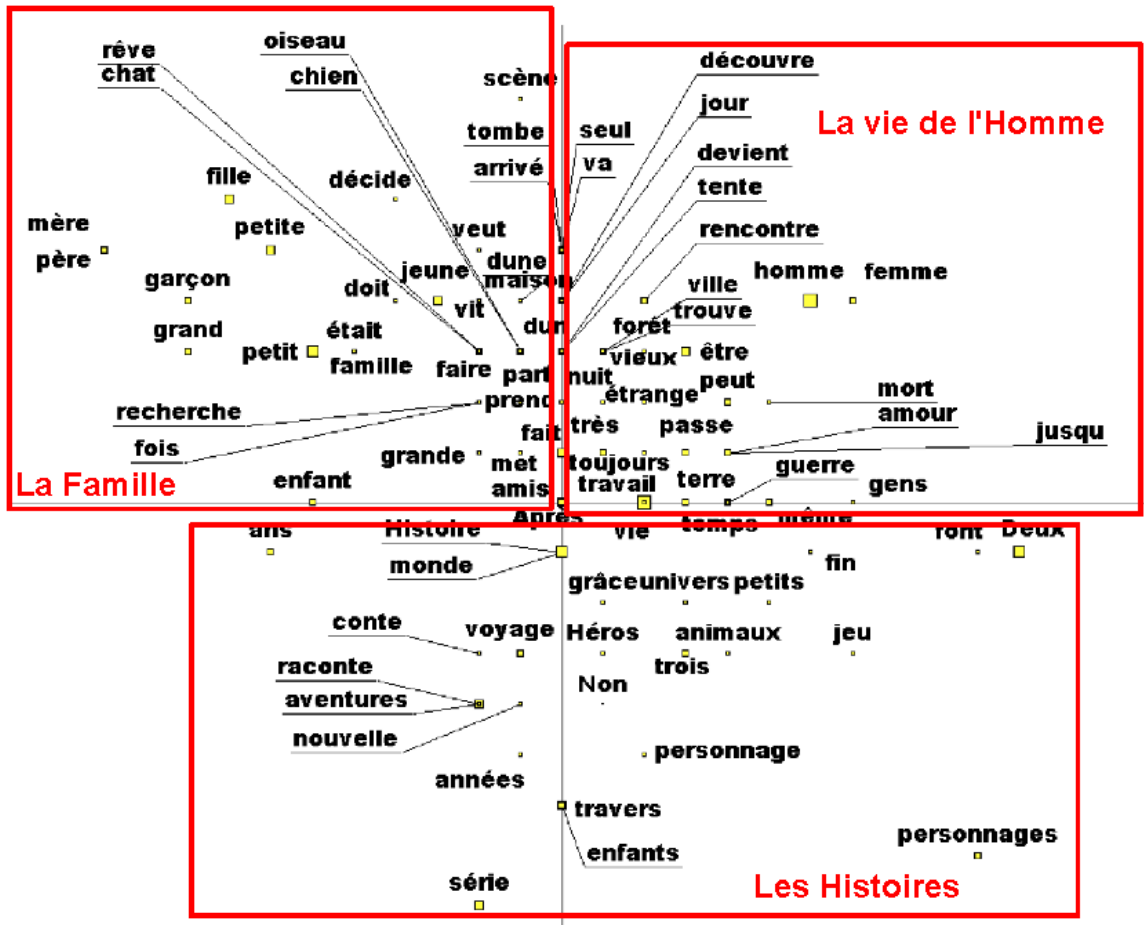 oiseau
rêve
chat
chien
scène
découvre
jour
La vie de l'Homme
tombe
seul
arrivé
va
devient
fille
décide
tente
mère
petite
veut
rencontre
père
dune
jeune
maison
homme
femme
garçon
doit
vit
ville
trouve
grand
était
dun
forêt
petit
famille
faire
part
nuit
vieux
être
recherche
prend
étrange
peut
mort
fois
fait
très
passe
amour
jusqu
grande
met
toujours
guerre
La Famille
enfant
amis
travail
terre
gens
Après
vie
temps
même
ans
Histoire
font
Deux
monde
fin
grâce
univers
petits
conte
voyage
Héros
animaux
jeu
raconte
trois
aventures
Non
nouvelle
personnage
années
travers
enfants
personnages
série
Les Histoires